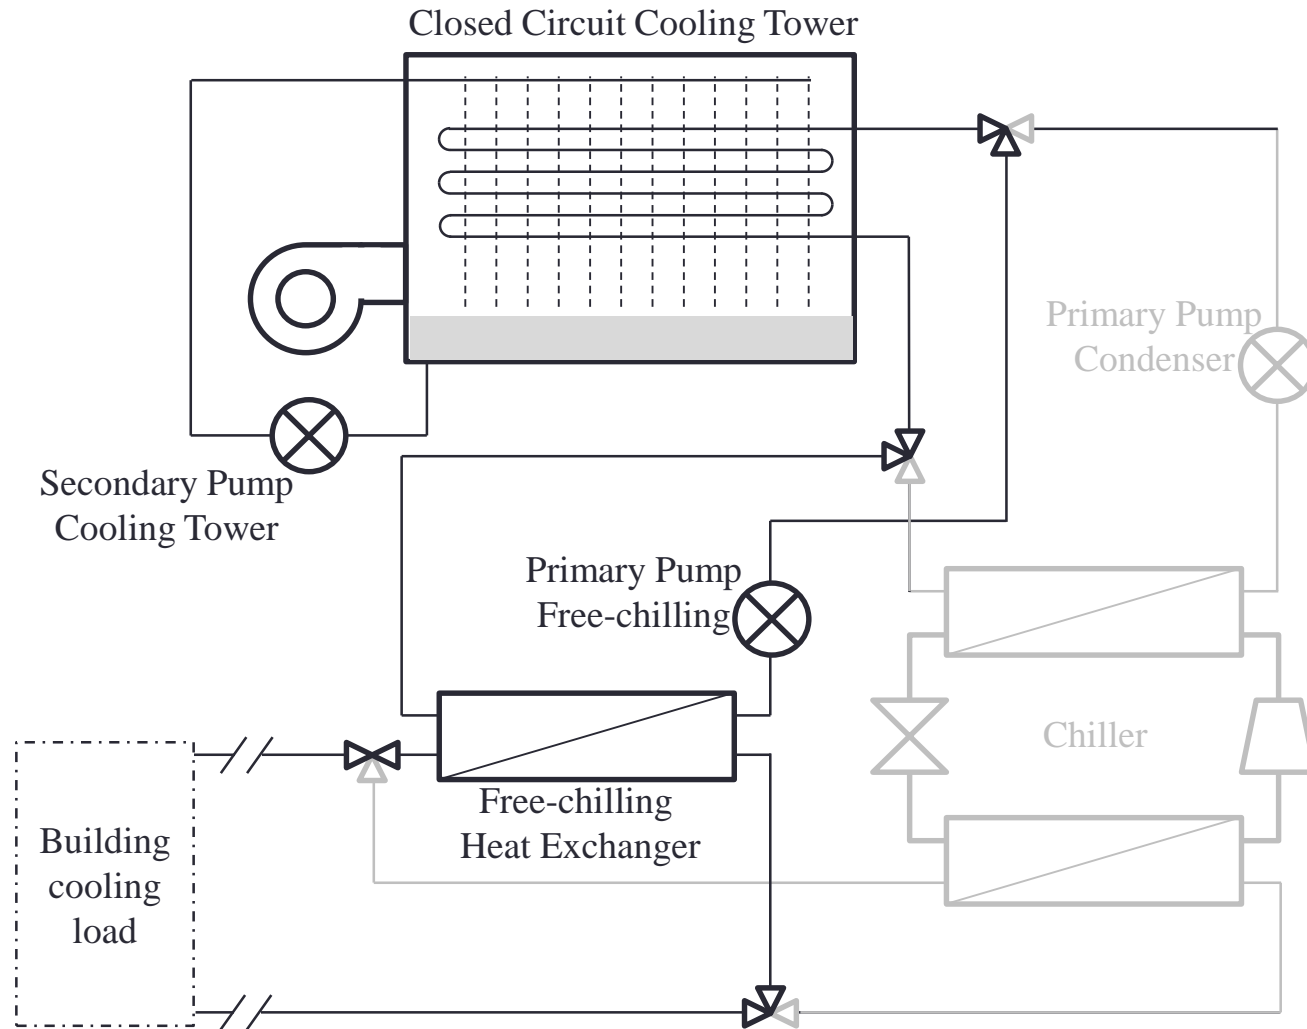 Closed Circuit Cooling Tower
Primary Pump
Condenser
Secondary Pump
Cooling Tower
Primary Pump
Free-chilling
Chiller
Free-chilling
Heat Exchanger
Building
cooling
load